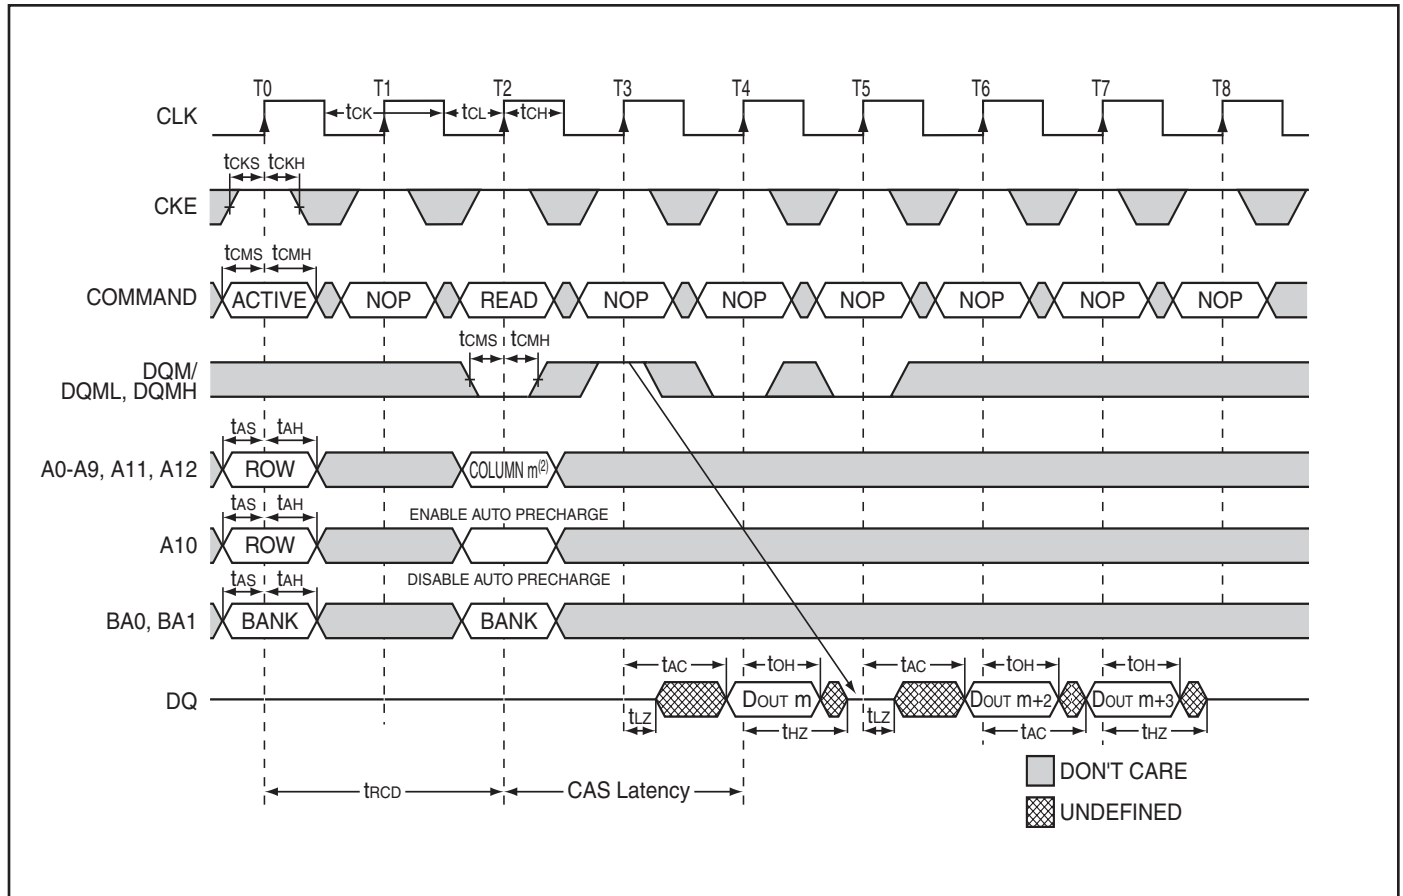 T0 T1 T2 T3 T4 T5 T6 T7 T8
CLK tCK tCL tCH
tCKS tCKH
CKE
tCMS tCMH
COMMAND ACTIVE NOP READ NOP NOP NOP NOP NOP NOP
tCMS tCMH
DQM/
DQML, DQMH
tAS tAH
A0-A9, A11, A12 ROW COLUMN m(2)
tAS tAH ENABLE AUTO PRECHARGE
A10 ROW
tAS tAH DISABLE AUTO PRECHARGE
BA0, BA1 BANK BANK
tAC tOH tAC tOH tOH
DQ DOUT m DOUT m+2 DOUT m+3
tLZ tHZ tLZ tAC tHZ
tRCD CAS Latency
DON'T CARE
UNDEFINED